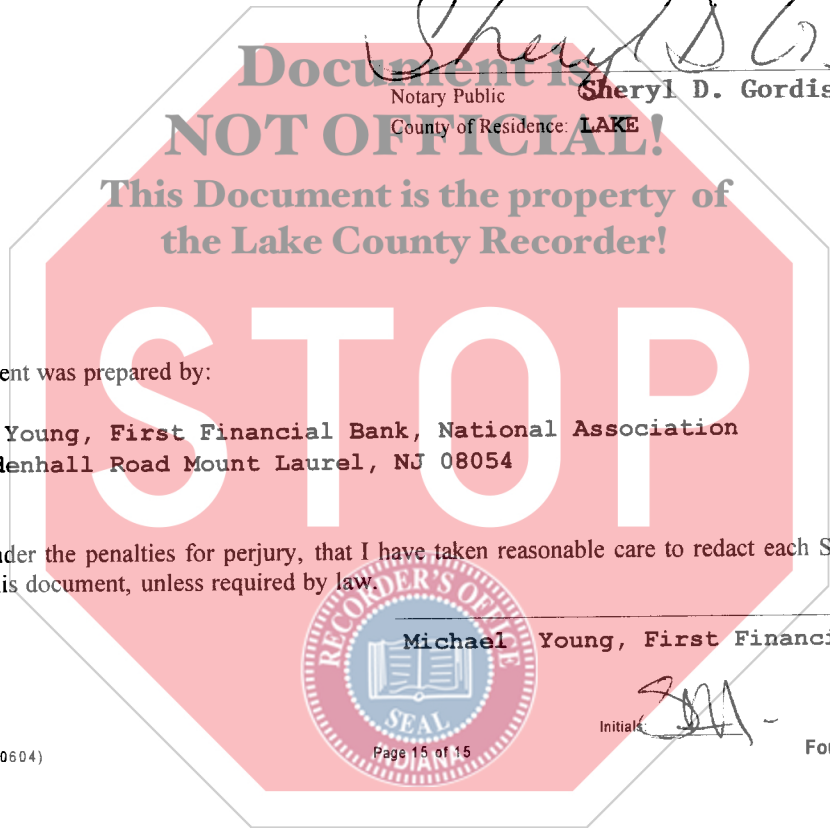 Document is
Notary Public Sheryl D. Gordis
NOT OFFICIAL!
County of Residence: LAKE
This Document is the property of
the Lake County Recorder!
STOP
ent was prepared by:
Young, First Financial Bank, National Association
denhall Road Mount Laurel, NJ 08054
nder the penalties for perjury, that I have taken reasonable care to redact each S
is document, unless required by law.
RECORDER'S OFFICE
SEAL
INDIANA
Michael Young, First Financi
Initials:
0604)
Page 15 of 15
Fo